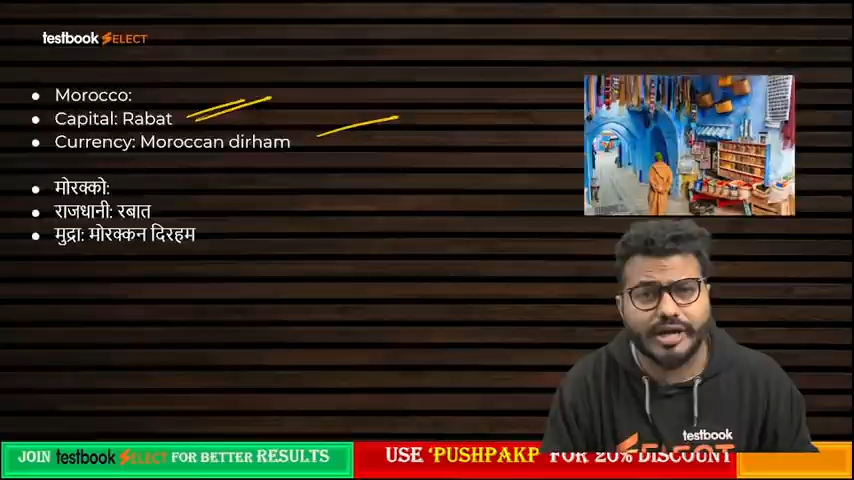 testbook SELECT
Morocco:
Capital: Rabat
Currency: Moroccan dirham
मोरक्को:
राजधानी: रबात
मुद्रा: मोरक्कन दिरहम
testbook
SELECT
JOIN testbook SELECT FOR BETTER RESULTS
USE ‘PUSHPAKP’ FOR 20% DISCOUNT